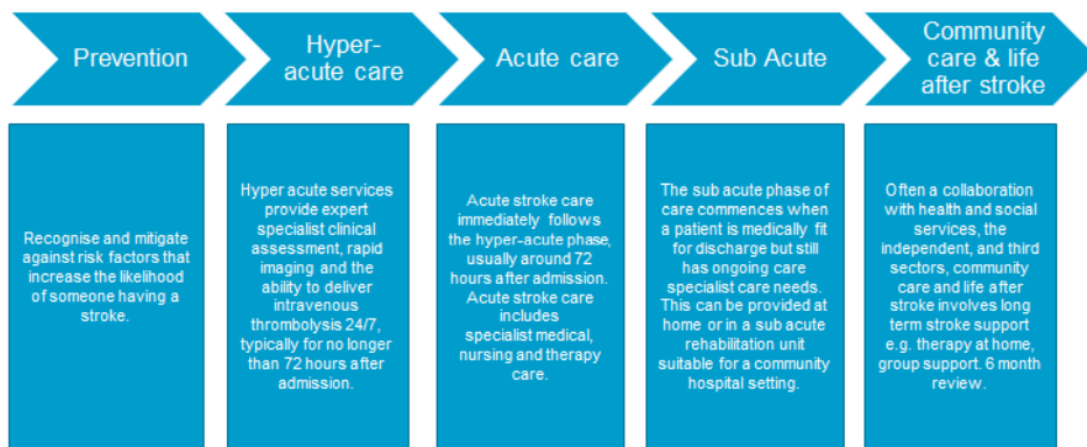 Prevention
Hyper-
acute care
Acute care
Sub Acute
Community
care & life
after stroke
Recognise and mitigate
against risk factors that
increase the likelihood
of someone having a
stroke.
Hyper acute services
provide expert
specialist clinical
assessment, rapid
imaging and the
ability to deliver
intravenous
thrombolysis 24/7,
typically for no longer
than 72 hours after
admission.
Acute stroke care
immediately follows
the hyper-acute phase,
usually around 72
hours after admission.
Acute stroke care
includes
specialist medical,
nursing and therapy
care.
The sub acute phase of
care commences when
a patient is medically fit
for discharge but still
has ongoing care
specialist care needs.
This can be provided at
home or in a sub acute
rehabilitation unit
suitable for a community
hospital setting.
Often a collaboration
with health and social
services, the
independent, and third
sectors, community
care and life after
stroke involves long
term stroke support
e.g. therapy at home,
group support. 6 month
review.